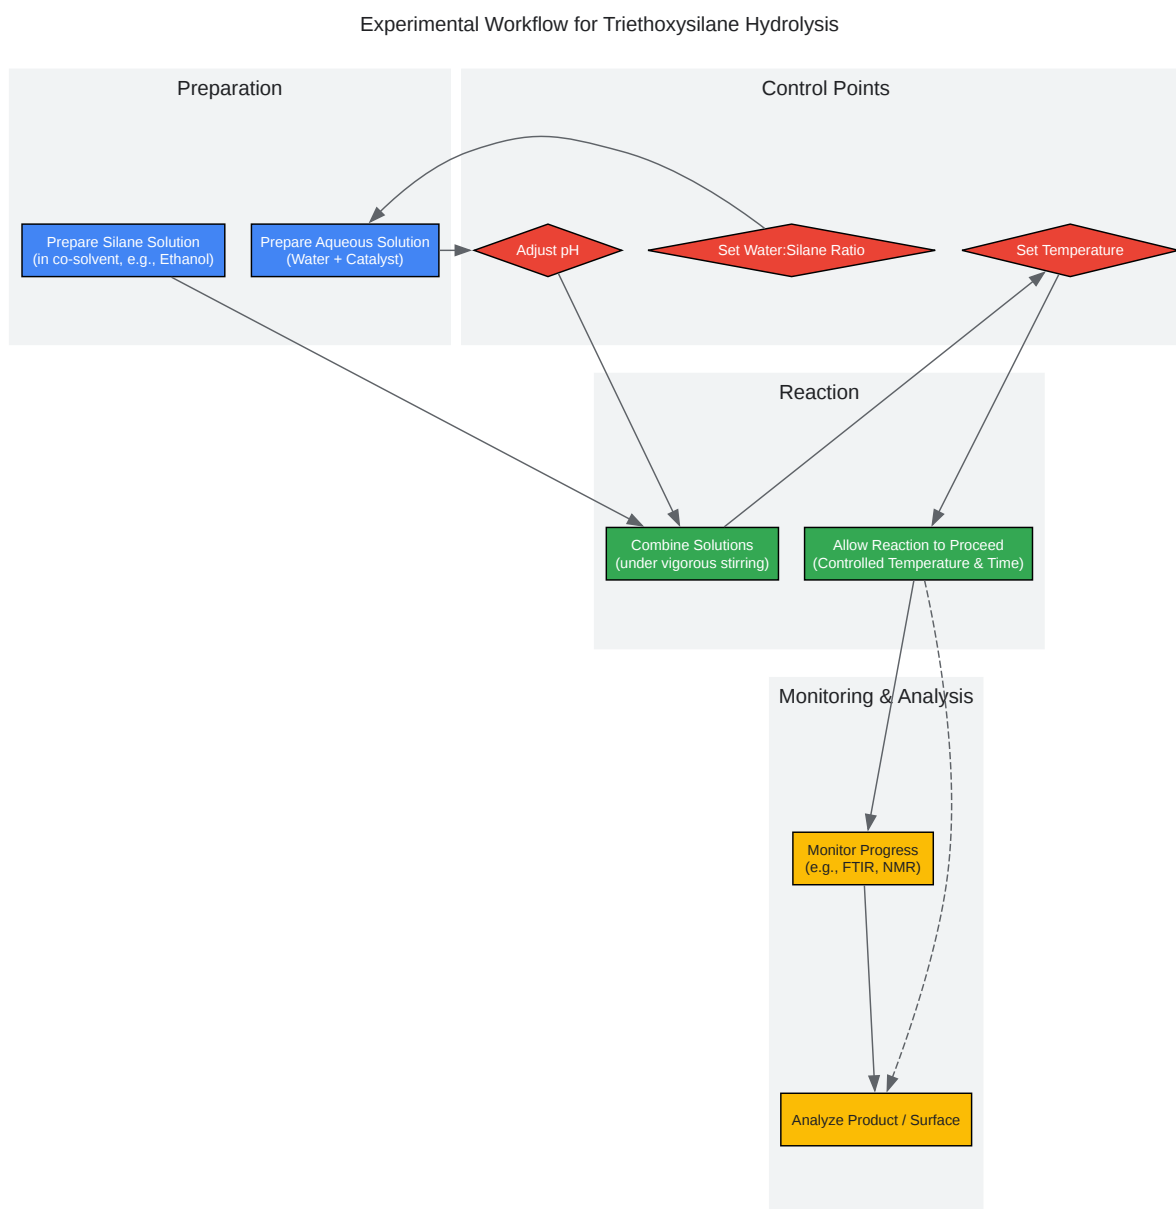 Experimental Workflow for Triethoxysilane Hydrolysis
Preparation
Control Points
Prepare Silane Solution
(in co-solvent, e.g., Ethanol)
Prepare Aqueous Solution
(Water + Catalyst)
Adjust pH
Set Water:Silane Ratio
Set Temperature
Reaction
Combine Solutions
(under vigorous stirring)
Allow Reaction to Proceed
(Controlled Temperature & Time)
Monitoring & Analysis
Monitor Progress
(e.g., FTIR, NMR)
Analyze Product / Surface